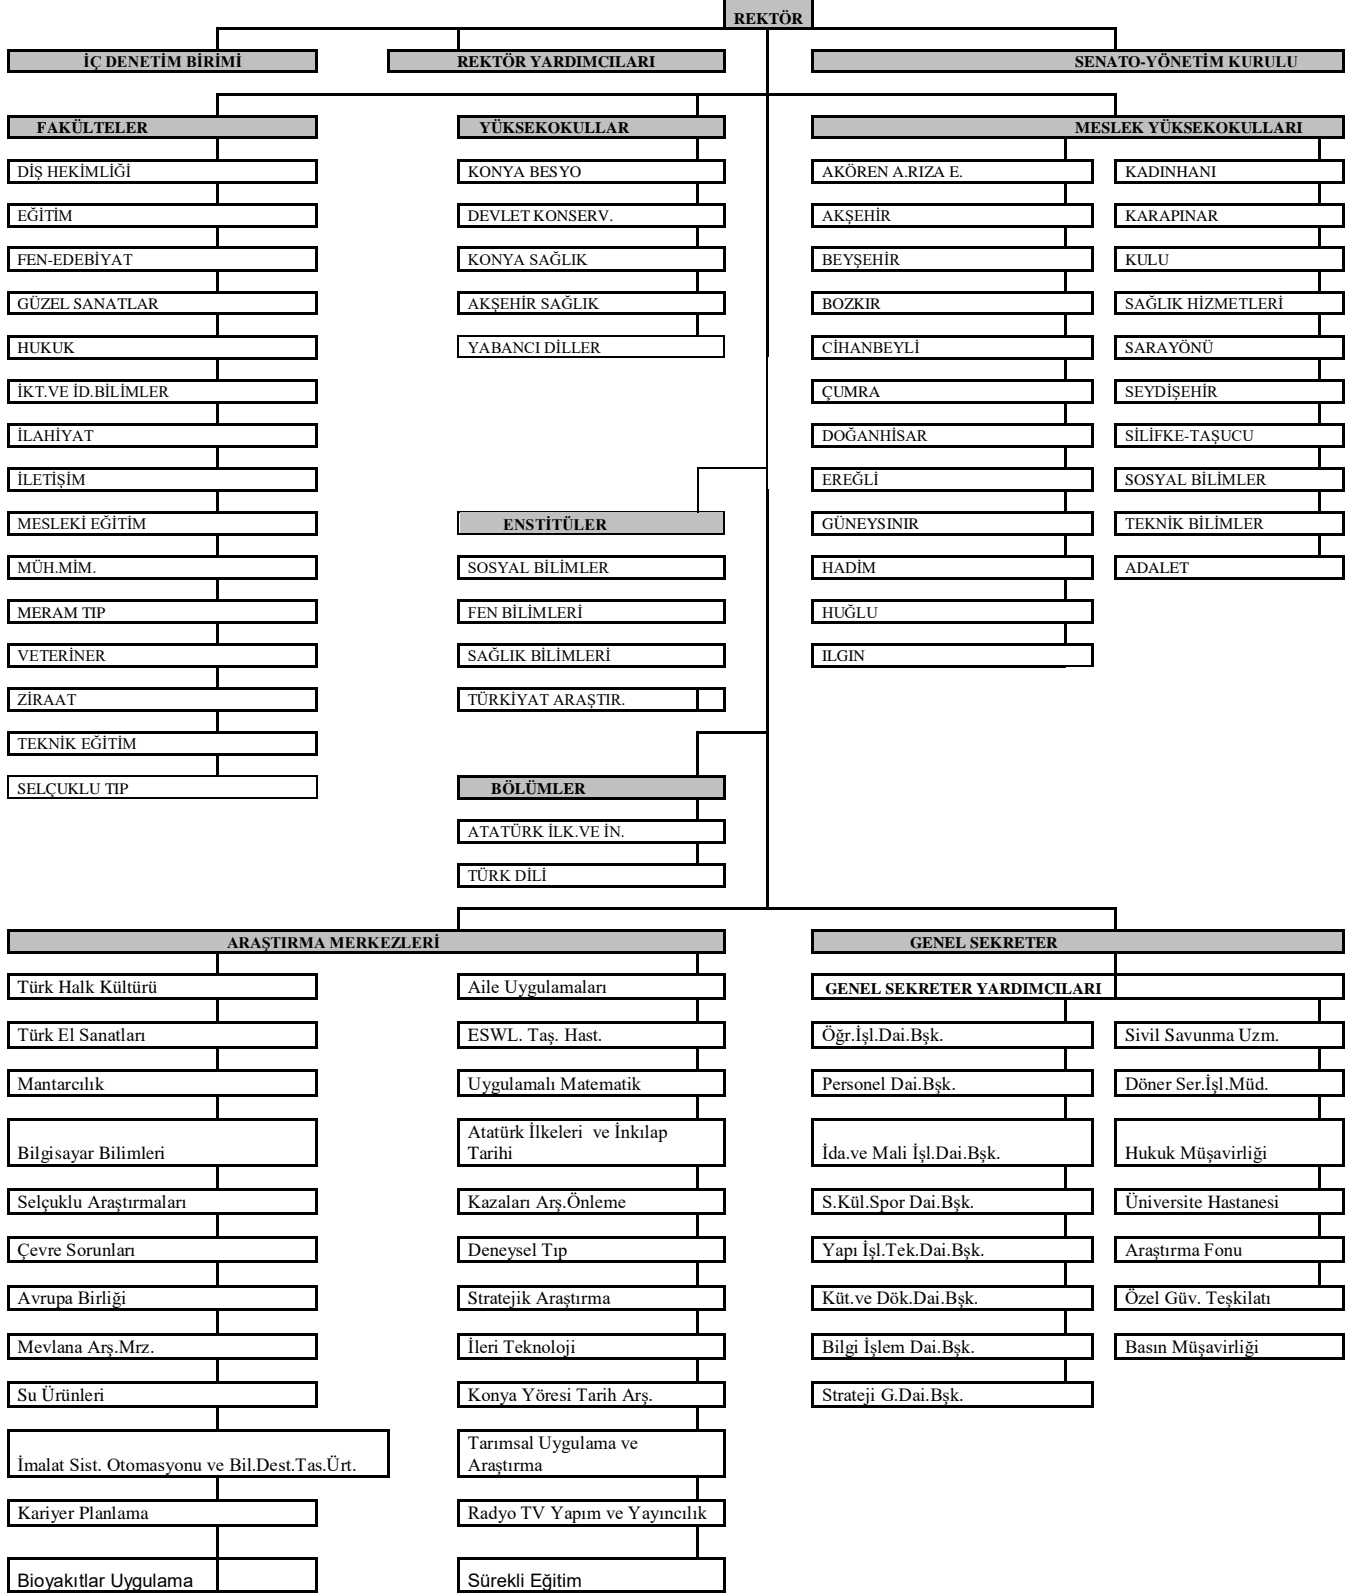 REKTÖR
İÇ DENETİM BİRİMİ
REKTÖR YARDIMCILARI
SENATO-YÖNETİM KURULU
FAKÜLTELER
DİŞ HEKİMLİĞİ
EĞİTİM
FEN-EDEBİYAT
GÜZEL SANATLAR
HUKUK
İKT.VE İD.BİLİMLER
İLAHİYAT
İLETİŞİM
MESLEKİ EĞİTİM
MÜH.MİM.
MERAM TIP
VETERİNER
ZİRAAT
TEKNİK EĞİTİM
SELÇUKLU TIP
YÜKSEKOKULLAR
KONYA BESYO
DEVLET KONSERV.
KONYA SAĞLIK
AKŞEHİR SAĞLIK
YABANCI DİLLER
ENSTİTÜLER
SOSYAL BİLİMLER
FEN BİLİMLERİ
SAĞLIK BİLİMLERİ
TÜRKİYAT ARAŞTIR.
BÖLÜMLER
ATATÜRK İLK.VE İN.
TÜRK DİLİ
MESLEK YÜKSEKOKULLARI
AKÖREN A.RIZA E.
AKŞEHİR
BEYŞEHİR
BOZKIR
CİHANBEYLİ
ÇUMRA
DOĞANHİSAR
EREĞLİ
GÜNEYSINIR
HADİM
HUĞLU
ILGIN
KADINHANI
KARAPINAR
KULU
SAĞLIK HİZMETLERİ
SARAYÖNÜ
SEYDİŞEHİR
SİLİFKE-TAŞUCU
SOSYAL BİLİMLER
TEKNİK BİLİMLER
ADALET
ARAŞTIRMA MERKEZLERİ
Türk Halk Kültürü
Türk El Sanatları
Mantarcılık
Bilgisayar Bilimleri
Selçuklu Araştırmaları
Çevre Sorunları
Avrupa Birliği
Mevlana Arş.Mrz.
Su Ürünleri
İmalat Sist. Otomasyonu ve Bil.Dest.Tas.Ürt.
Kariyer Planlama
Bioyakıtlar Uygulama
Aile Uygulamaları
ESWL. Taş. Hast.
Uygulamalı Matematik
Atatürk İlkeleri  ve İnkılap
Tarihi
Kazaları Arş.Önleme
Deneysel Tıp
Stratejik Araştırma
İleri Teknoloji
Konya Yöresi Tarih Arş.
Tarımsal Uygulama ve
Araştırma
Radyo TV Yapım ve Yayıncılık
Sürekli Eğitim
GENEL SEKRETER
GENEL SEKRETER YARDIMCILARI
Öğr.İşl.Dai.Bşk.
Personel Dai.Bşk.
İda.ve Mali İşl.Dai.Bşk.
S.Kül.Spor Dai.Bşk.
Yapı İşl.Tek.Dai.Bşk.
Küt.ve Dök.Dai.Bşk.
Bilgi İşlem Dai.Bşk.
Strateji G.Dai.Bşk.
Sivil Savunma Uzm.
Döner Ser.İşl.Müd.
Hukuk Müşavirliği
Üniversite Hastanesi
Araştırma Fonu
Özel Güv. Teşkilatı
Basın Müşavirliği